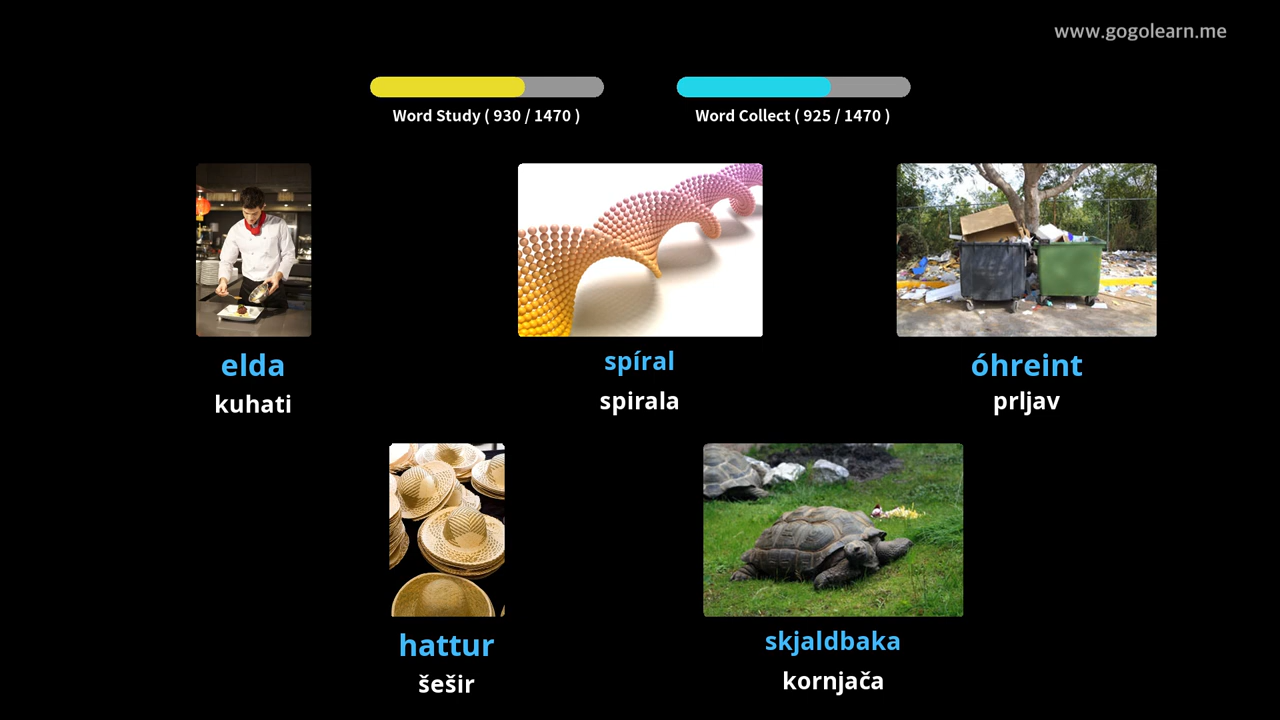 www.gogolearn.me
Word Study ( 930 / 1470 )
Word Collect ( 925 / 1470 )
elda
kuhati
spíral
spirala
óhreint
prljav
hattur
šešir
skjaldbaka
kornjača